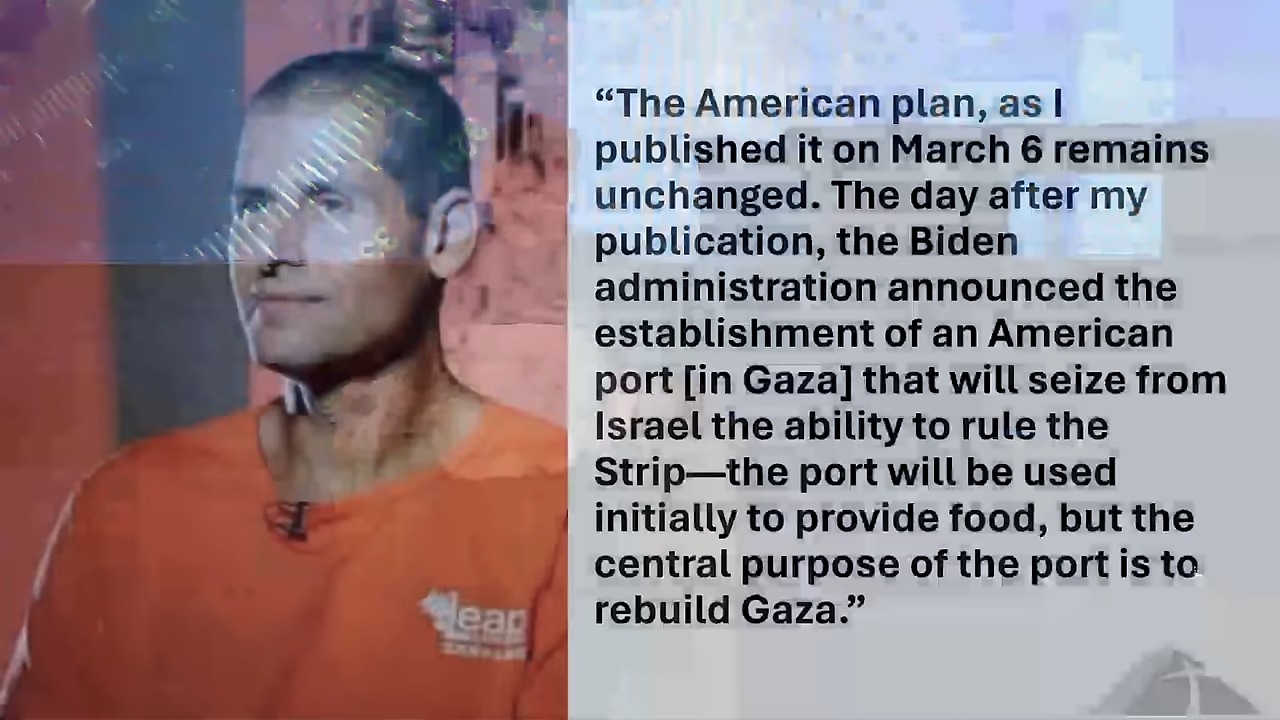 “The American plan, as I
published it on March 6 remains
unchanged. The day after my
publication, the Biden
administration announced the
establishment of an American
port [in Gaza] that will seize from
Israel the ability to rule the
Strip—the port will be used
initially to provide food, but the
central purpose of the port is to
rebuild Gaza.”